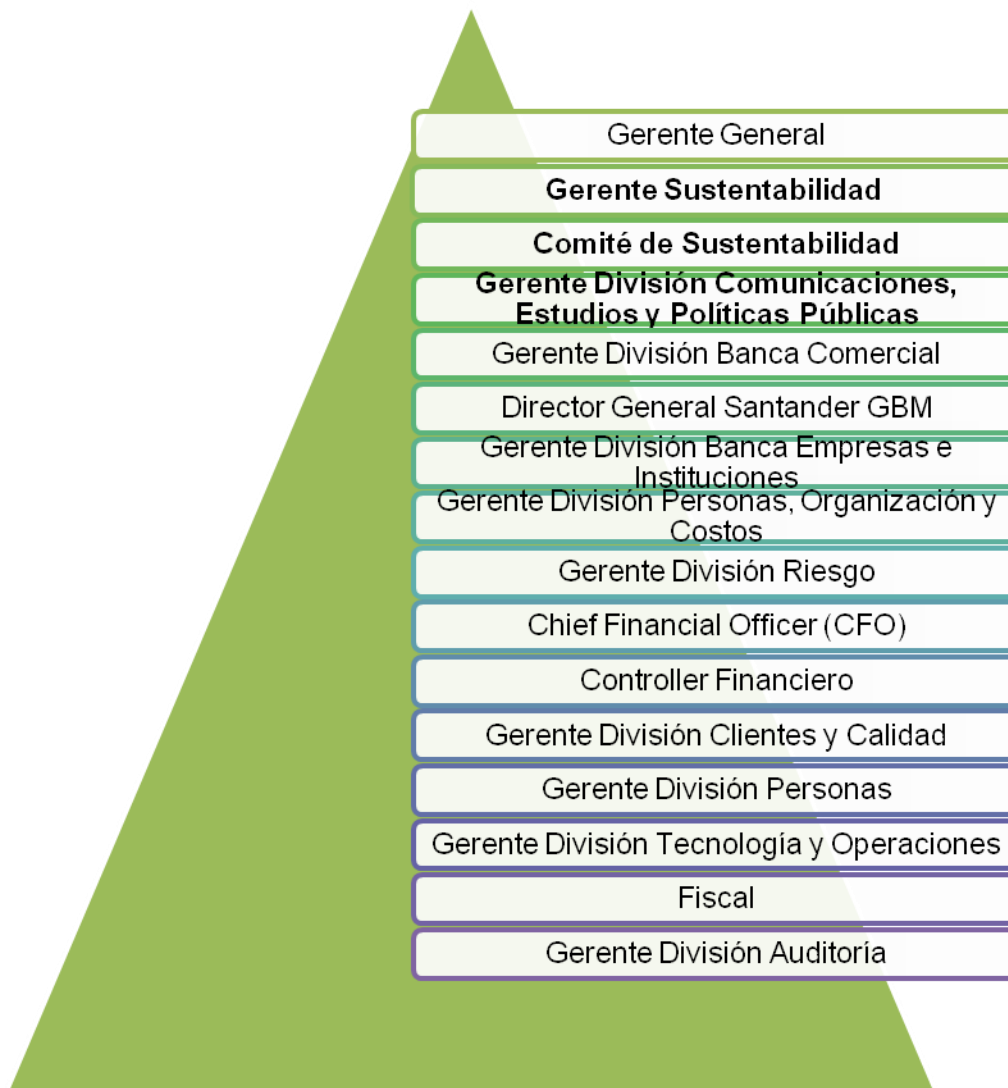 Gerente General
Gerente Sustentabilidad
Comité de Sustentabilidad
Gerente División Comunicaciones,
Estudios y Políticas Públicas
Gerente División Banca Comercial
Director General Santander GBM
Gerente División Banca Empresas e
Instituciones
Gerente División Personas, Organización y
Costos
Gerente División Riesgo
Chief Financial Officer (CFO)
Controller Financiero
Gerente División Clientes y Calidad
Gerente División Personas
Gerente División Tecnología y Operaciones
Fiscal
Gerente División Auditoría